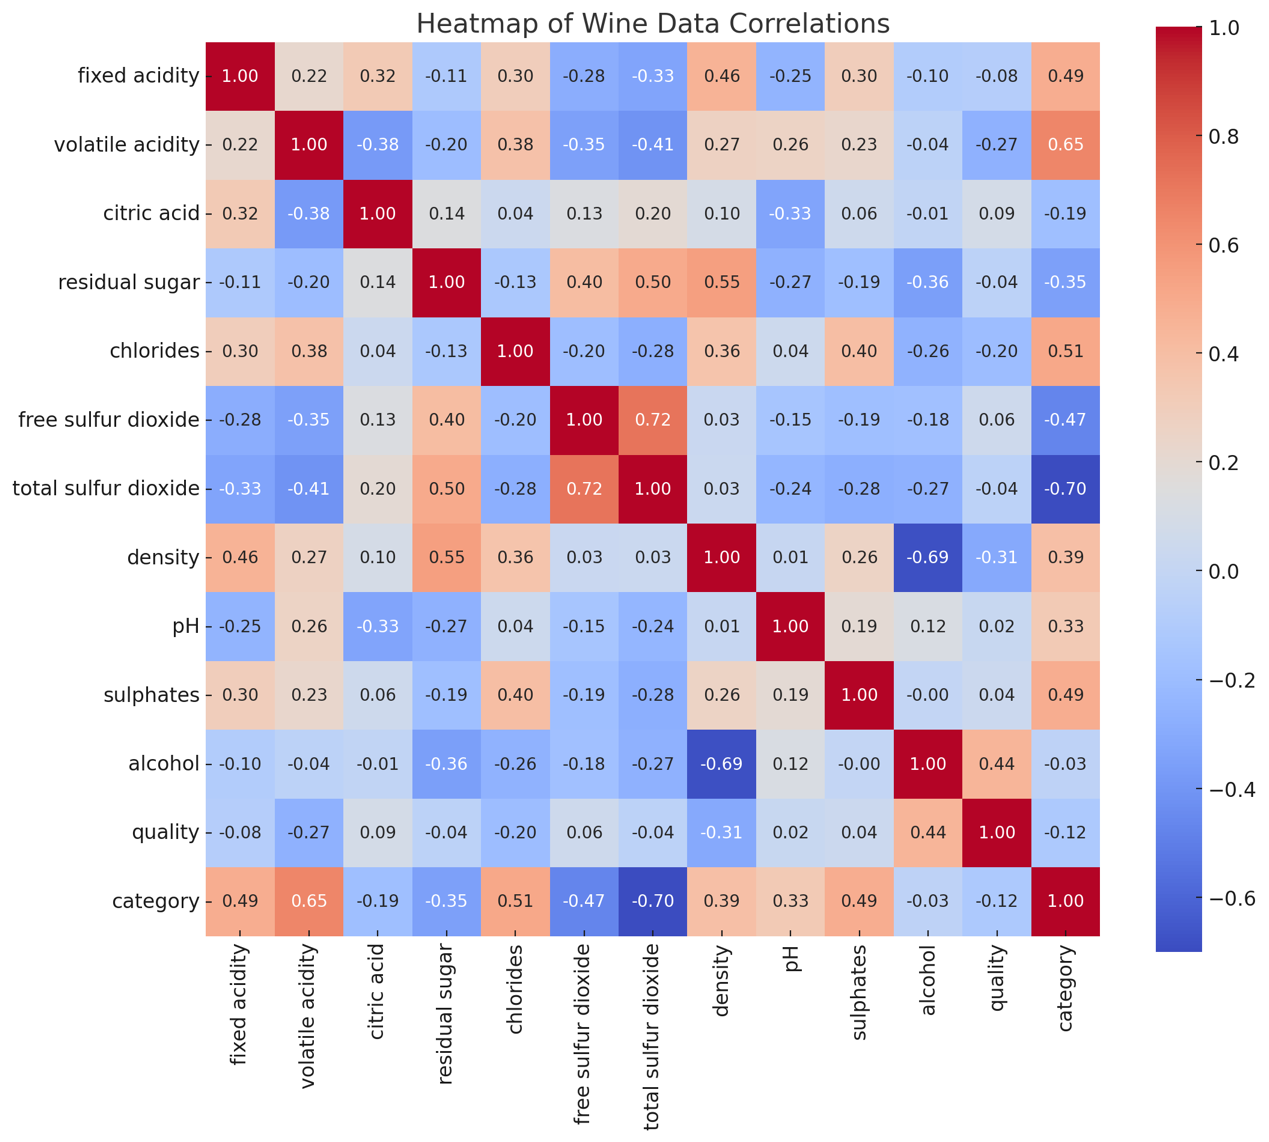 Heatmap of Wine Data Correlations
fixed acidity 1.00 0.22 0.32 -0.11 0.30 -0.28 -0.33 0.46 -0.25 0.30 -0.10 -0.08 0.49
volatile acidity 0.22 1.00 -0.38 -0.20 0.38 -0.35 -0.41 0.27 0.26 0.23 -0.04 -0.27 0.65
citric acid 0.32 -0.38 1.00 0.14 0.04 0.13 0.20 0.10 -0.33 0.06 -0.01 0.09 -0.19
residual sugar -0.11 -0.20 0.14 1.00 -0.13 0.40 0.50 0.55 -0.27 -0.19 -0.36 -0.04 -0.35
chlorides 0.30 0.38 0.04 -0.13 1.00 -0.20 -0.28 0.36 0.04 0.40 -0.26 -0.20 0.51
free sulfur dioxide -0.28 -0.35 0.13 0.40 -0.20 1.00 0.72 0.03 -0.15 -0.19 -0.18 0.06 -0.47
total sulfur dioxide -0.33 -0.41 0.20 0.50 -0.28 0.72 1.00 0.03 -0.24 -0.28 -0.27 -0.04 -0.70
density 0.46 0.27 0.10 0.55 0.36 0.03 0.03 1.00 0.01 0.26 -0.69 -0.31 0.39
pH -0.25 0.26 -0.33 -0.27 0.04 -0.15 -0.24 0.01 1.00 0.19 0.12 0.02 0.33
sulphates 0.30 0.23 0.06 -0.19 0.40 -0.19 -0.28 0.26 0.19 1.00 -0.00 0.04 0.49
alcohol -0.10 -0.04 -0.01 -0.36 -0.26 -0.18 -0.27 -0.69 0.12 -0.00 1.00 0.44 -0.03
quality -0.08 -0.27 0.09 -0.04 -0.20 0.06 -0.04 -0.31 0.02 0.04 0.44 1.00 -0.12
category 0.49 0.65 -0.19 -0.35 0.51 -0.47 -0.70 0.39 0.33 0.49 -0.03 -0.12 1.00
fixed acidity
volatile acidity
citric acid
residual sugar
chlorides
free sulfur dioxide
total sulfur dioxide
density
pH
sulphates
alcohol
quality
category
1.0
0.8
0.6
0.4
0.2
0.0
−0.2
−0.4
−0.6